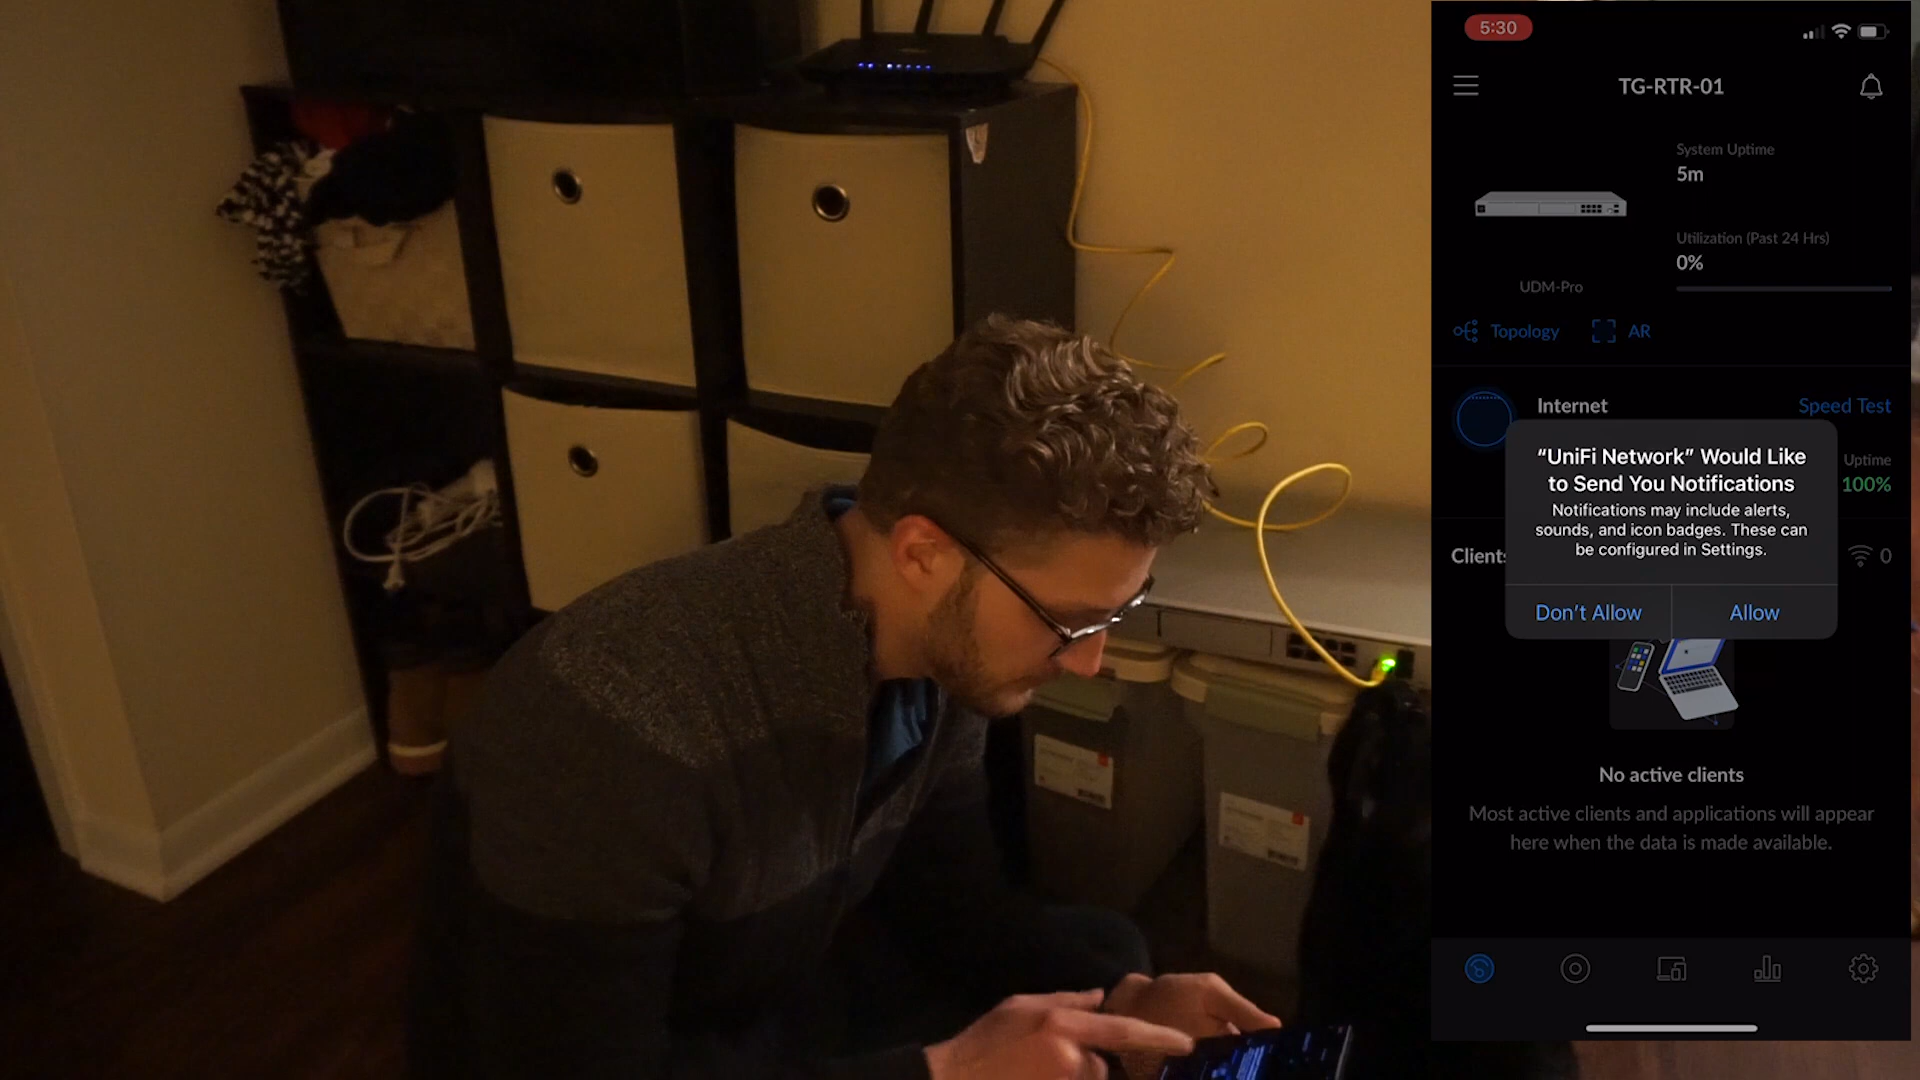 5:30
TG-RTR-01
System Uptime
5m
Utilization (Past 24 Hrs)
0%
UDM-Pro
Topology
AR
Internet
Speed Test
“UniFi Network” Would Like
to Send You Notifications
Notifications may include alerts,
sounds, and icon badges. These can
be configured in Settings.
Don’t Allow
Allow
Uptime
100%
Clients
0
No active clients
Most active clients and applications will appear
here when the data is made available.